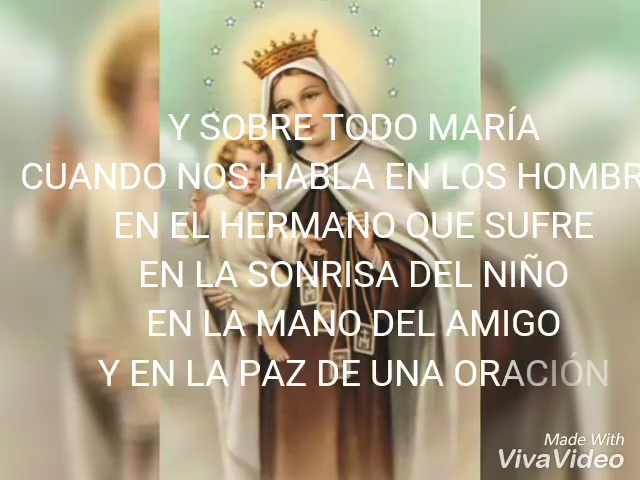 Y SOBRE TODO MARÍA
CUANDO NOS HABLA EN LOS HOMBR
EN EL HERMANO QUE SUFRE
EN LA SONRISA DEL NIÑO
EN LA MANO DEL AMIGO
Y EN LA PAZ DE UNA ORACIÓN
Made With
VivaVideo